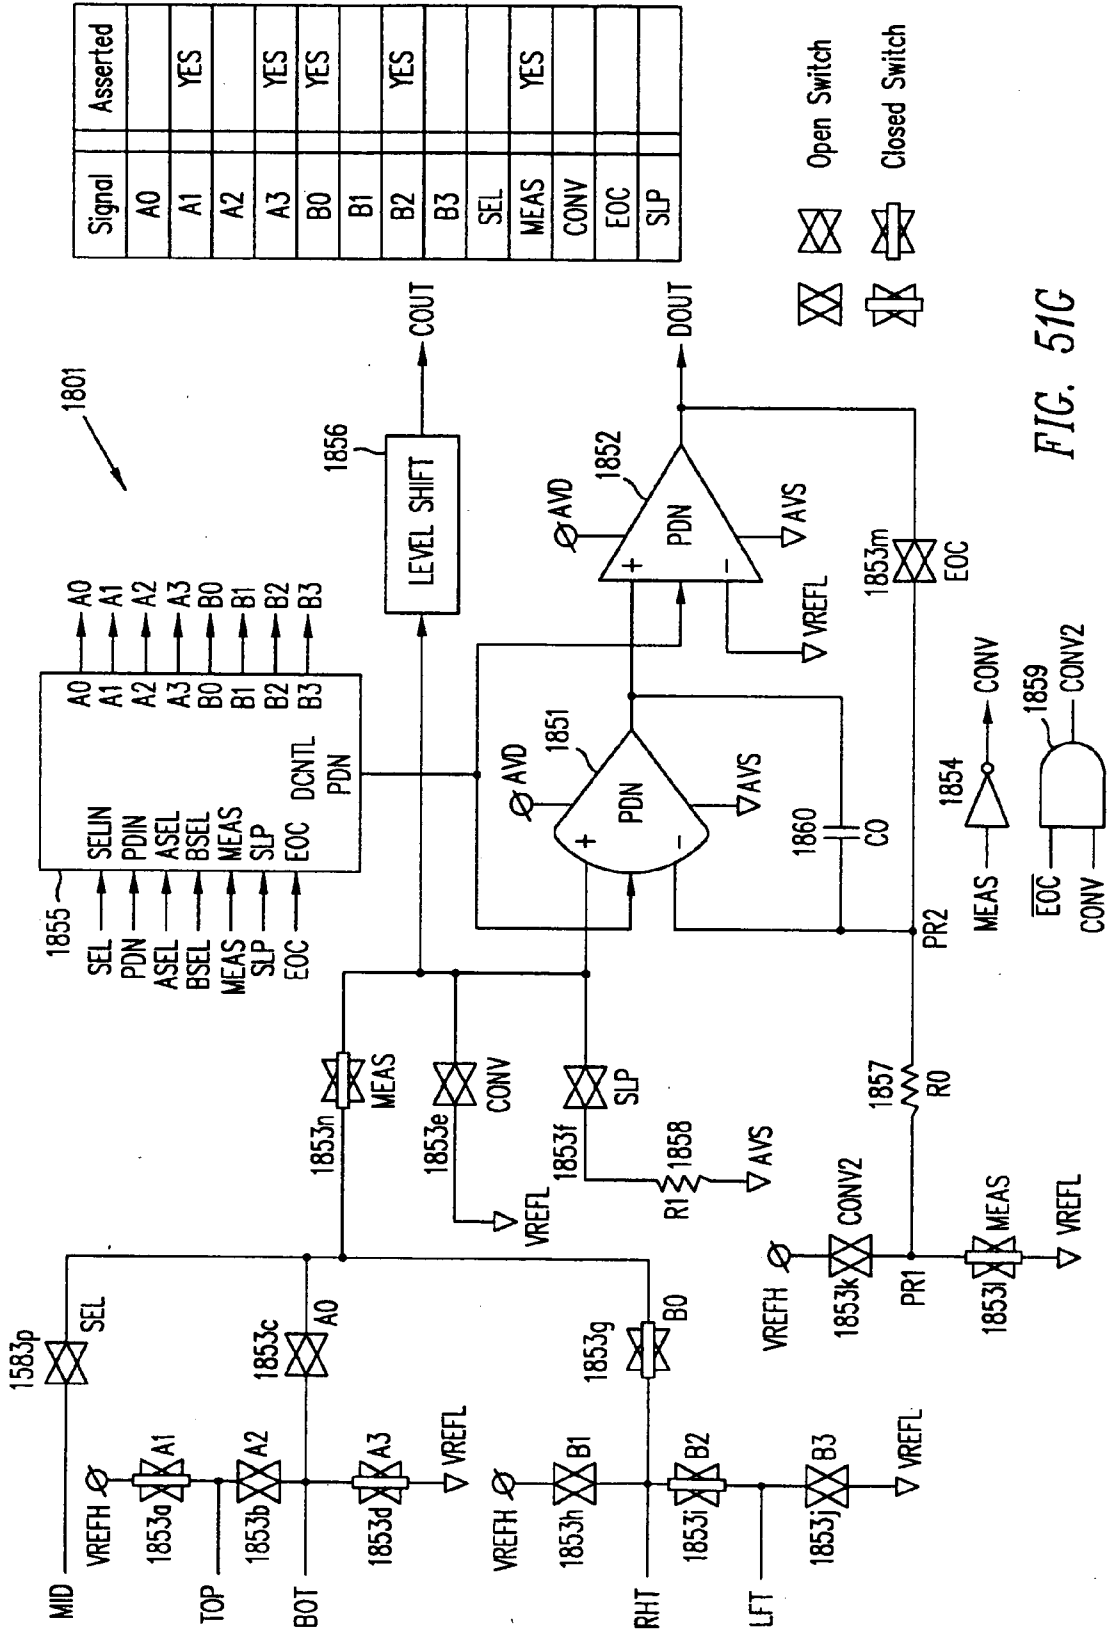 Signal Asserted
A0
A1 YES
A2
A3 YES
B0 YES
B1
B2 YES
B3
SEL
MEAS YES
CONV
EOC
SLP
Open Switch
Closed Switch
FIG. 51G
1801
1855
SEL SELIN
PDN PDIN
ASEL ASEL
BSEL BSEL
MEAS MEAS
SLP SLP
EOC EOC
DCNTL
PDN
A0 A0
A1 A1
A2 A2
A3 A3
B0 B0
B1 B1
B2 B2
B3 B3
1856
LEVEL SHIFT
COUT
1583p
SEL
MID
VREFH
1853a
A1
TOP
1853b
A2
1853c
A0
BOT
1853d
A3
VREFL
1853n
MEAS
1853e
CONV
VREFL
1853f
SLP
R1
1858
AVS
VREFH
1853h
B1
1853g
B0
RHT
1853i
B2
LFT
1853j
B3
VREFL
AVD
1851
+
PDN
-
AVS
AVD
1852
+
PDN
-
AVS
VREFL
DOUT
1860
C0
VREFH
1853k
CONV2
PR1
1853l
MEAS
VREFL
1857
R0
PR2
1853m
EOC
1854
MEAS
CONV
1859
E̅O̅C̅
CONV
CONV2